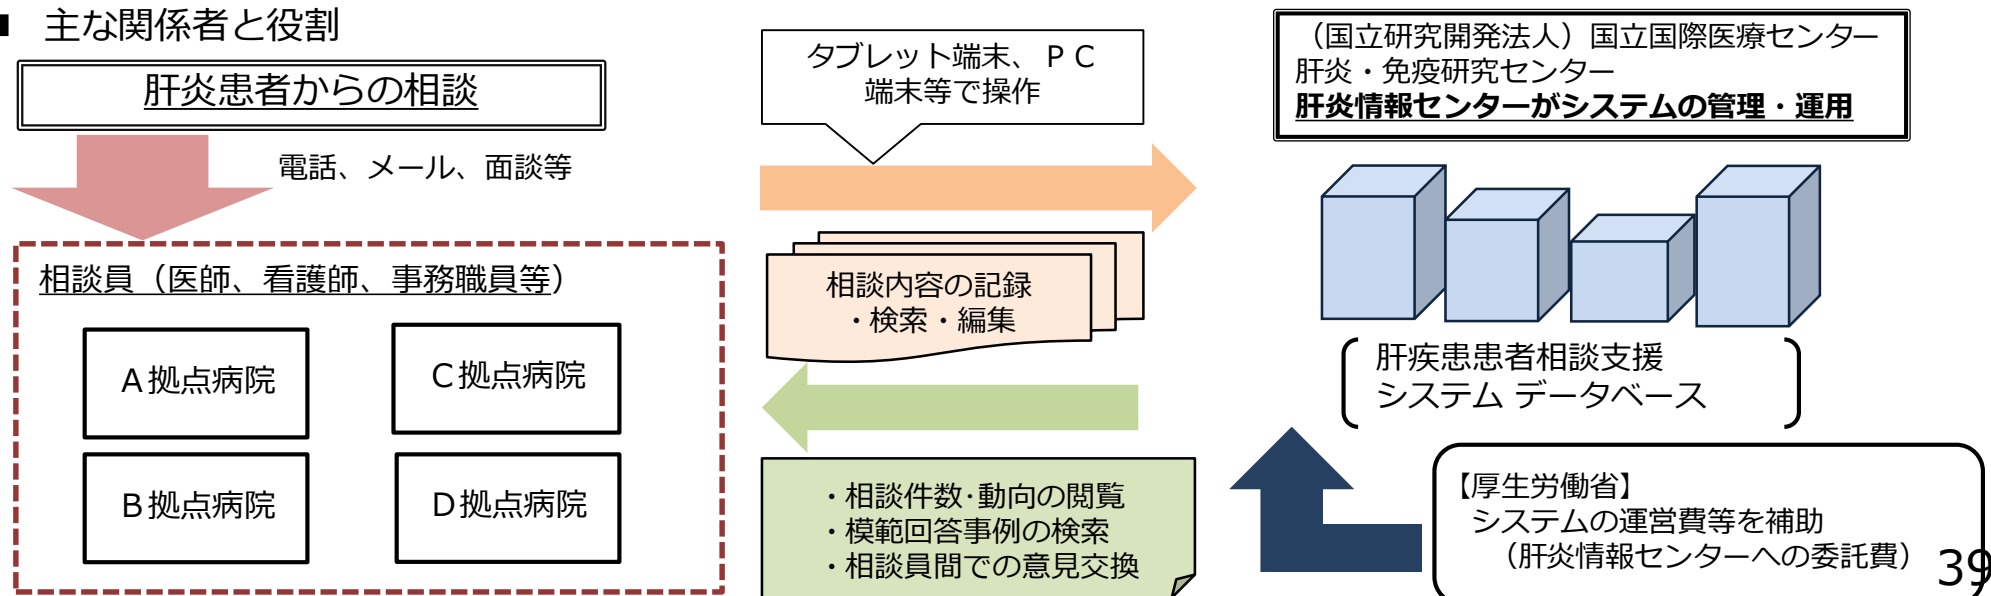 ■ 主な関係者と役割
肝炎患者からの相談
電話、メール、面談等
相談員（医師、看護師、事務職員等）
A拠点病院
C拠点病院
B拠点病院
D拠点病院
タブレット端末、PC
端末等で操作
相談内容の記録
・検索・編集
・相談件数･動向の閲覧
・模範回答事例の検索
・相談員間での意見交換
（国立研究開発法人）国立国際医療センター
肝炎・免疫研究センター
肝炎情報センターがシステムの管理・運用
肝疾患患者相談支援
システム データベース
【厚生労働省】
システムの運営費等を補助
（肝炎情報センターへの委託費）
39